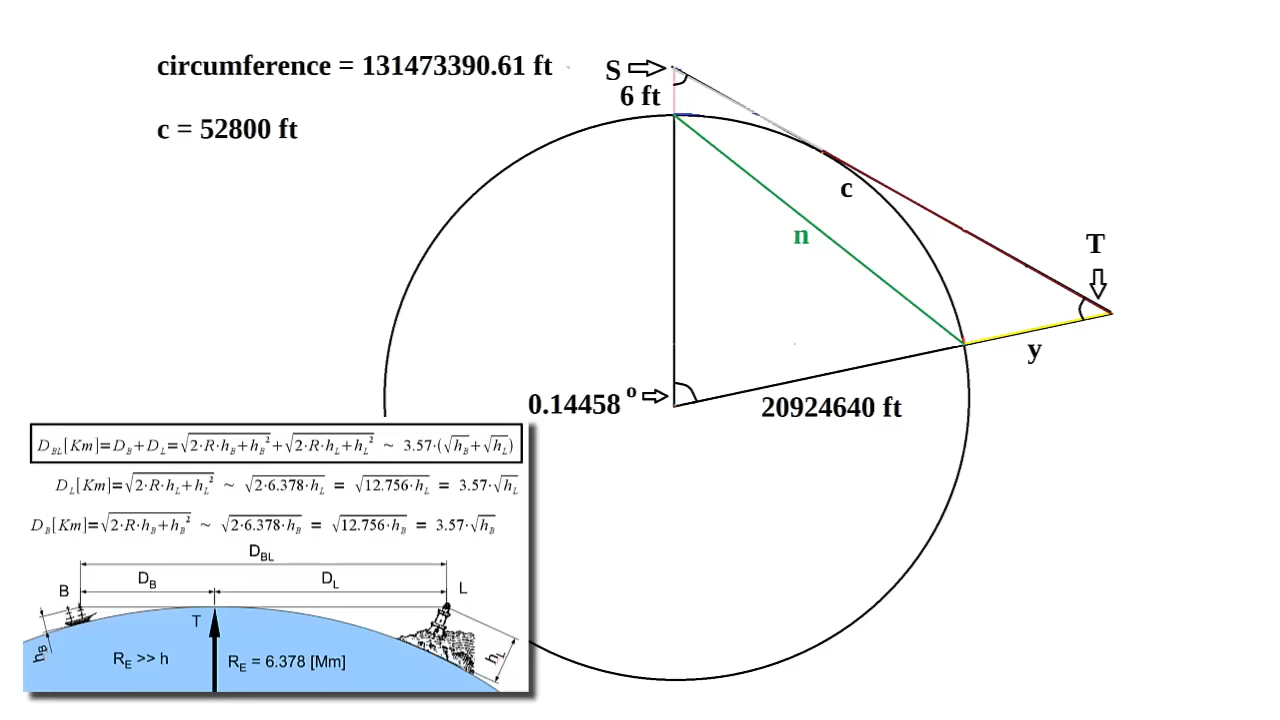 circumference = 131473390.61 ft
S
6 ft
c = 52800 ft
c
n
T
y
0.14458 o
20924640 ft
D_BL[Km]=D_B+D_L=√(2·R·h_B+h_B²)+√(2·R·h_L+h_L²) ~ 3.57·(√h_B+√h_L)
D_L[Km]=√(2·R·h_L+h_L²) ~ √(2·6.378·h_L) = √(12.756·h_L) = 3.57·√h_L
D_B[Km]=√(2·R·h_B+h_B²) ~ √(2·6.378·h_B) = √(12.756·h_B) = 3.57·√h_B
D_BL
D_B
D_L
B
L
T
h_B
h_L
R_E >> h
R_E = 6.378 [Mm]